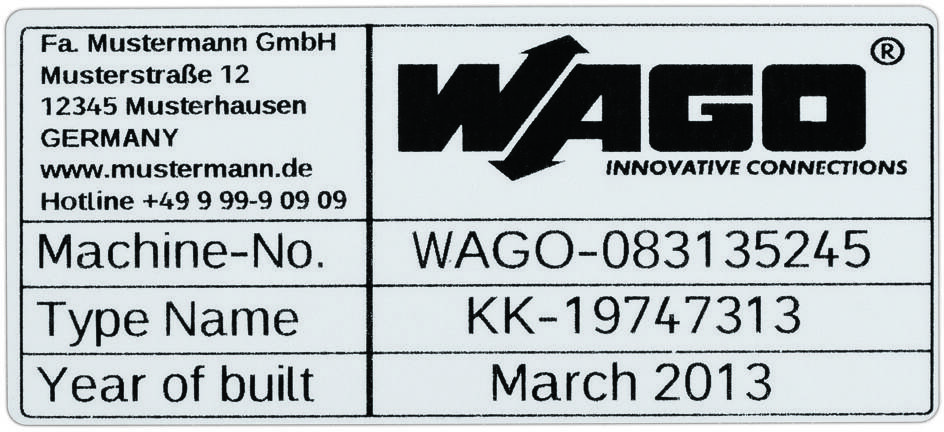 Fa. Mustermann GmbH
Musterstraße 12
12345 Musterhausen
GERMANY
www.mustermann.de
Hotline +49 9 99-9 09 09
WAGO®
INNOVATIVE CONNECTIONS
Machine-No. WAGO-083135245
Type Name KK-19747313
Year of built March 2013